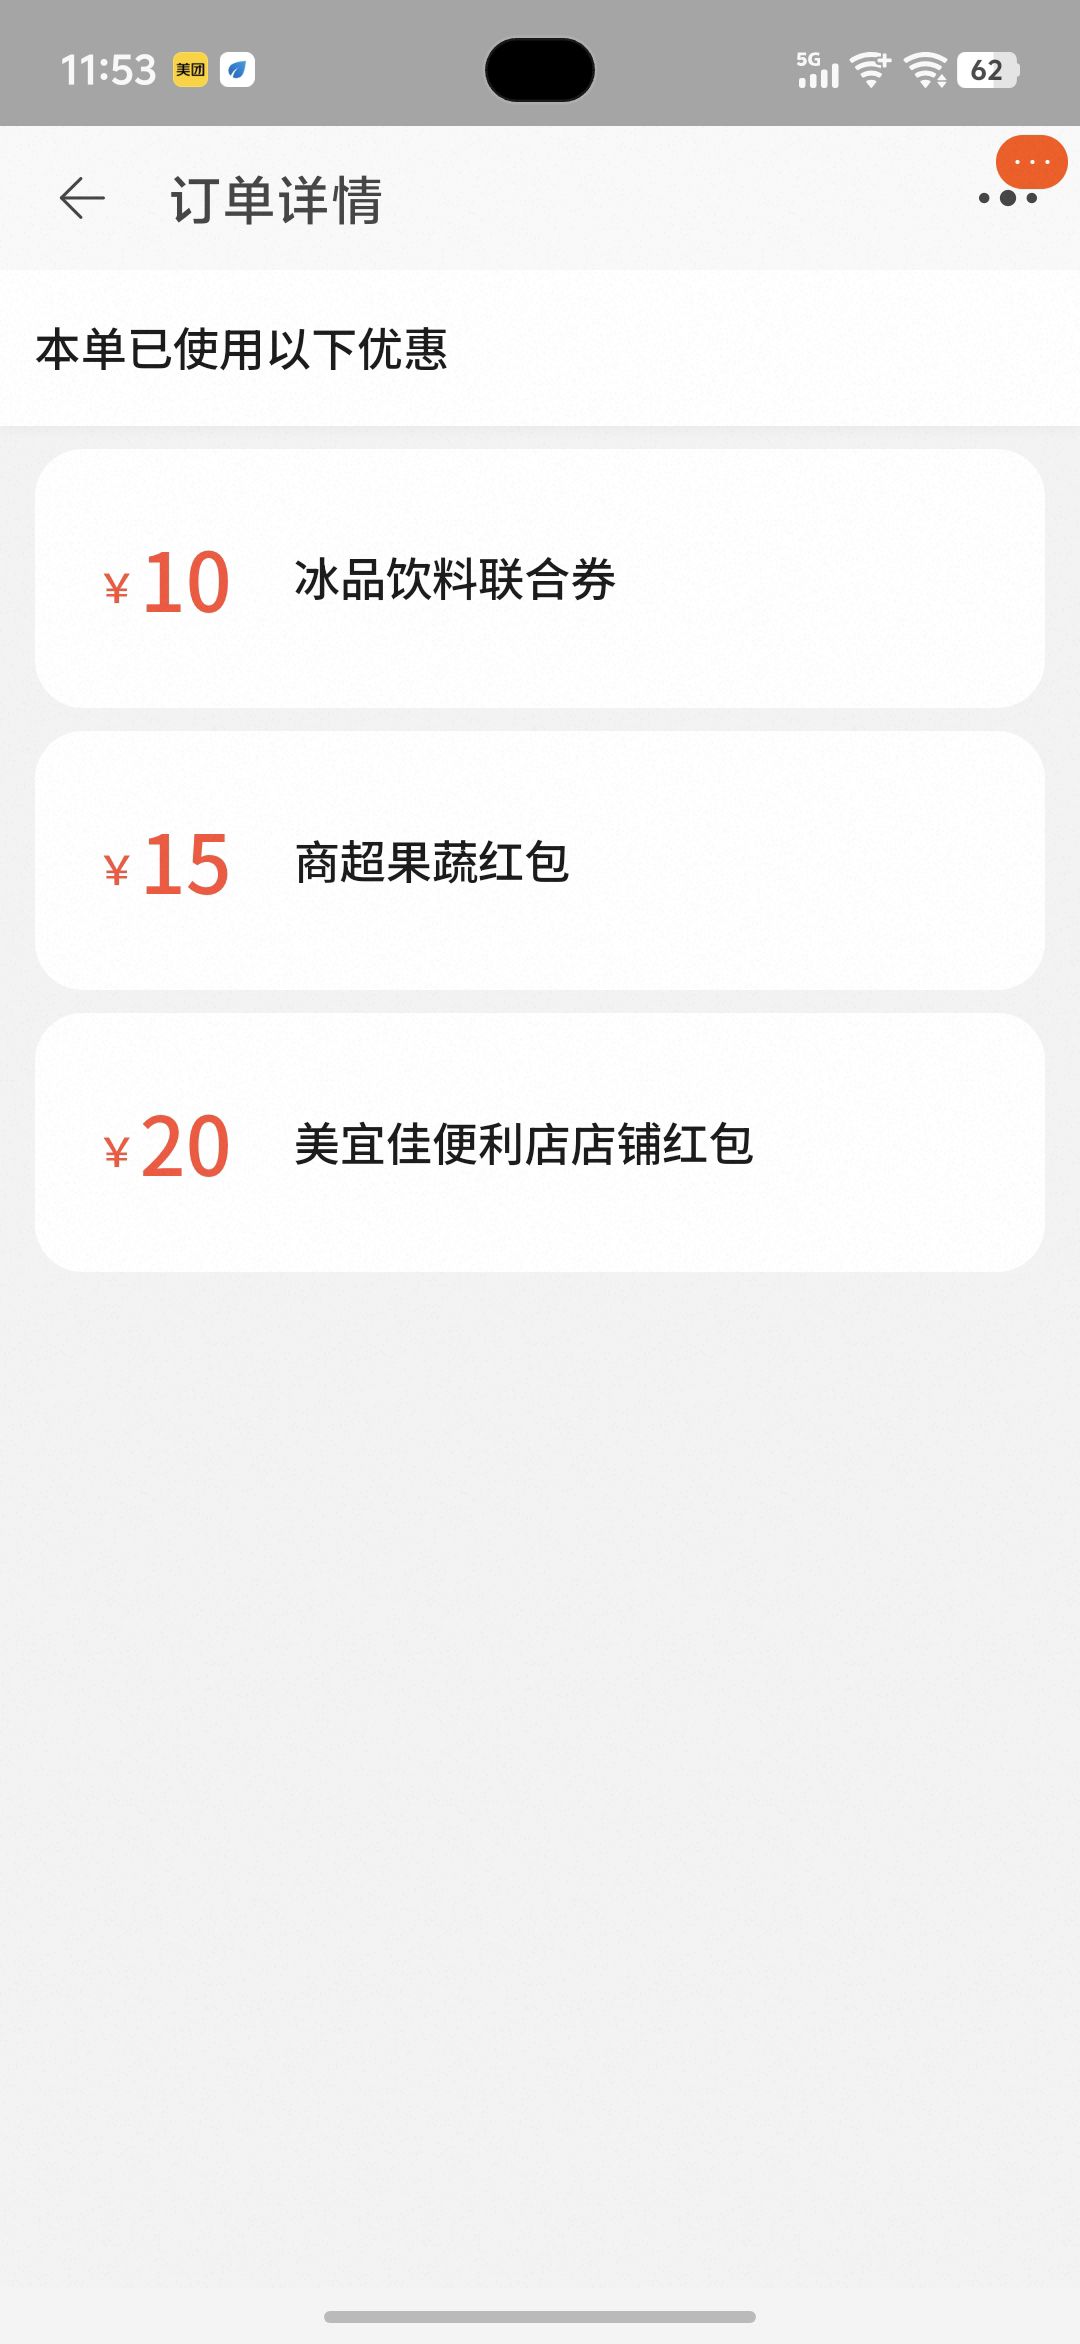 11:53 美团 5G 62
订单详情
本单已使用以下优惠
¥10 冰品饮料联合券
¥15 商超果蔬红包
¥20 美宜佳便利店店铺红包